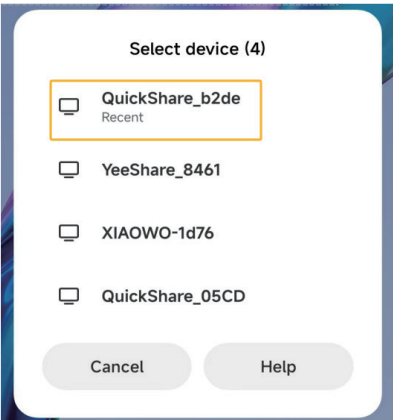 Select device (4)
QuickShare_b2de
Recent
YeeShare_8461
XIAOWO-1d76
QuickShare_05CD
Cancel
Help